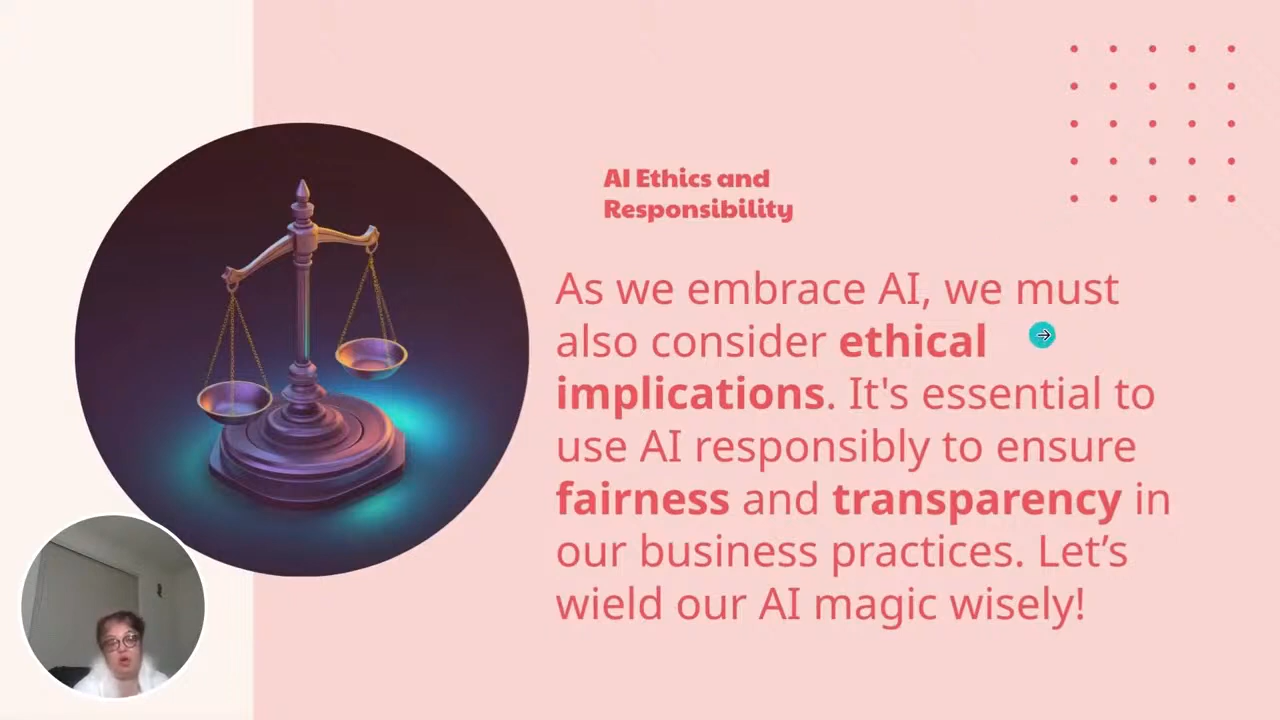 AI Ethics and
Responsibility
As we embrace AI, we must
also consider ethical
implications. It's essential to
use AI responsibly to ensure
fairness and transparency in
our business practices. Let’s
wield our AI magic wisely!